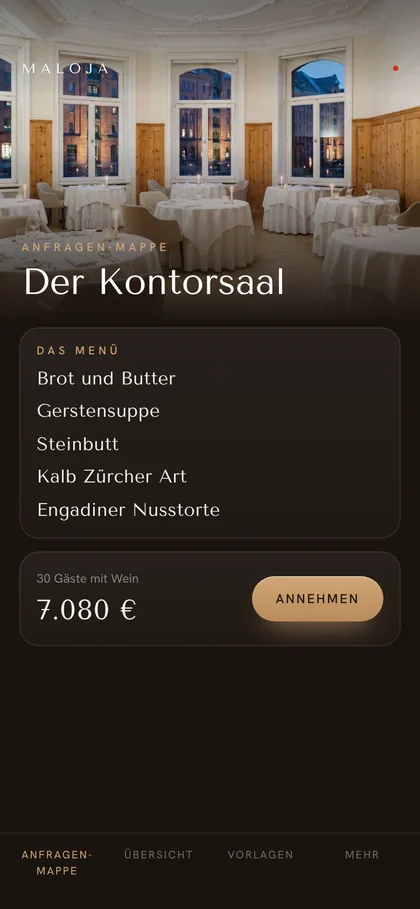 MALOJA
ANFRAGEN-MAPPE
Der Kontorsaal
DAS MENÜ
Brot und Butter
Gerstensuppe
Steinbutt
Kalb Zürcher Art
Engadiner Nusstorte
30 Gäste mit Wein
7.080 €
ANNEHMEN
ANFRAGEN-
MAPPE
ÜBERSICHT
VORLAGEN
MEHR